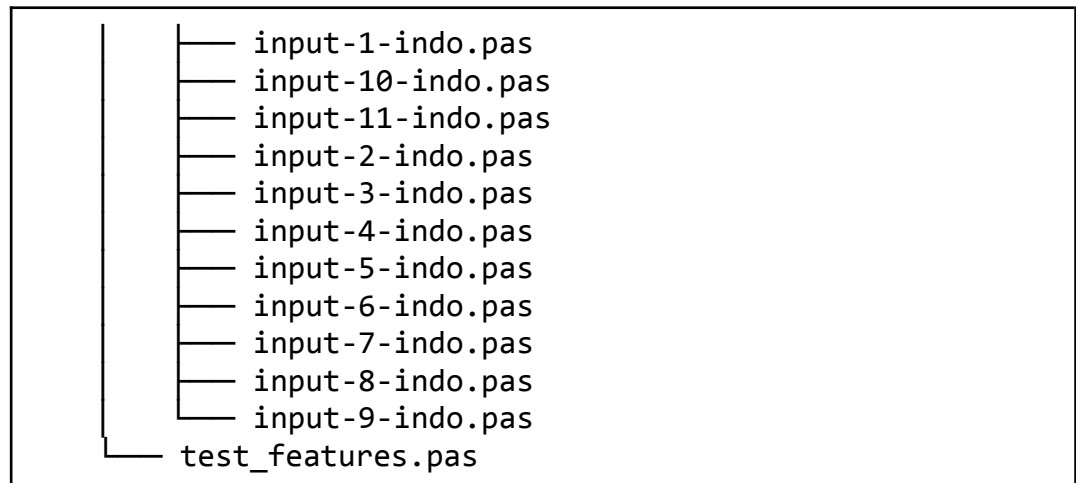 │   ├── input-1-indo.pas
│   ├── input-10-indo.pas
│   ├── input-11-indo.pas
│   ├── input-2-indo.pas
│   ├── input-3-indo.pas
│   ├── input-4-indo.pas
│   ├── input-5-indo.pas
│   ├── input-6-indo.pas
│   ├── input-7-indo.pas
│   ├── input-8-indo.pas
│   └── input-9-indo.pas
└── test_features.pas